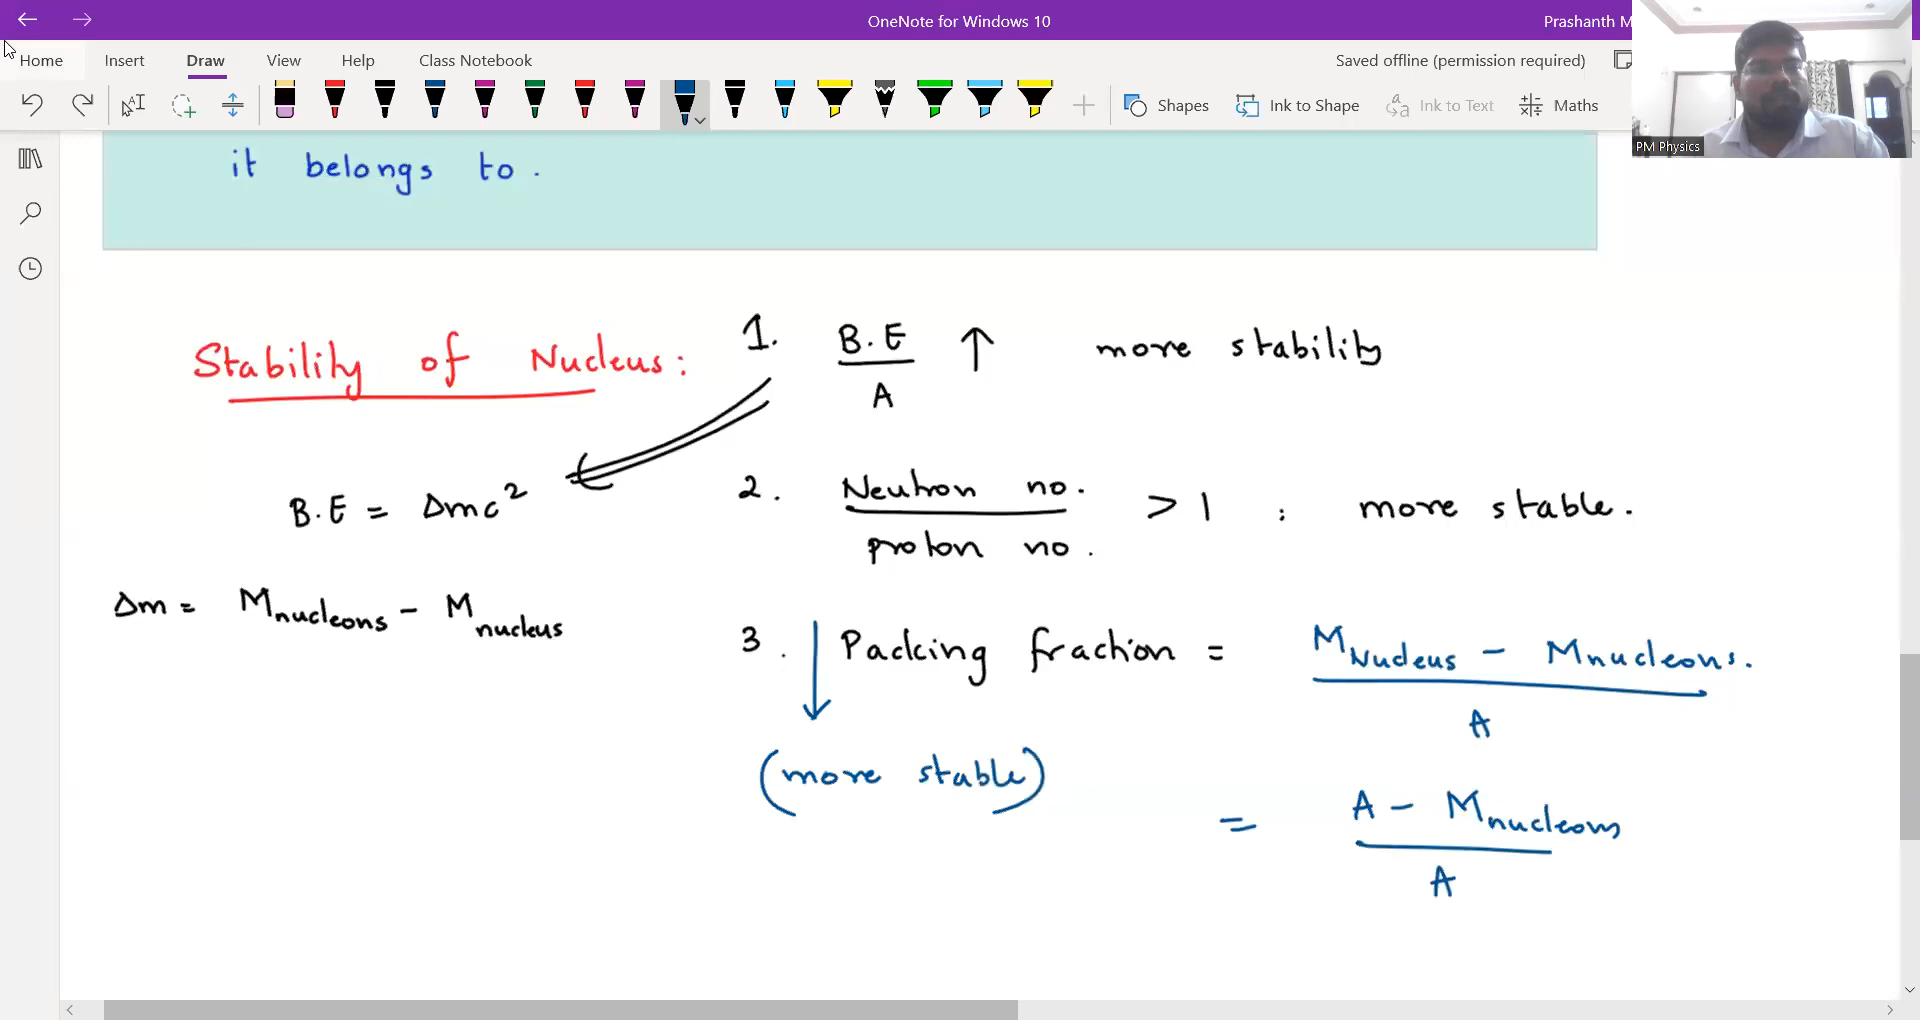 OneNote for Windows 10
Prashanth M
Home Insert Draw View Help Class Notebook
Saved offline (permission required)
Shapes Ink to Shape Ink to Text Maths
PM Physics
it belongs to.
Stability of Nucleus:
1. B.E / A ↑ more stability
B.E = Δmc²
2. Neutron no. / proton no. > 1 : more stable.
Δm = Mnucleons - Mnucleus
3. ↓ Packing fraction = MNucleus - Mnucleons. / A
(more stable)
= A - Mnucleons / A